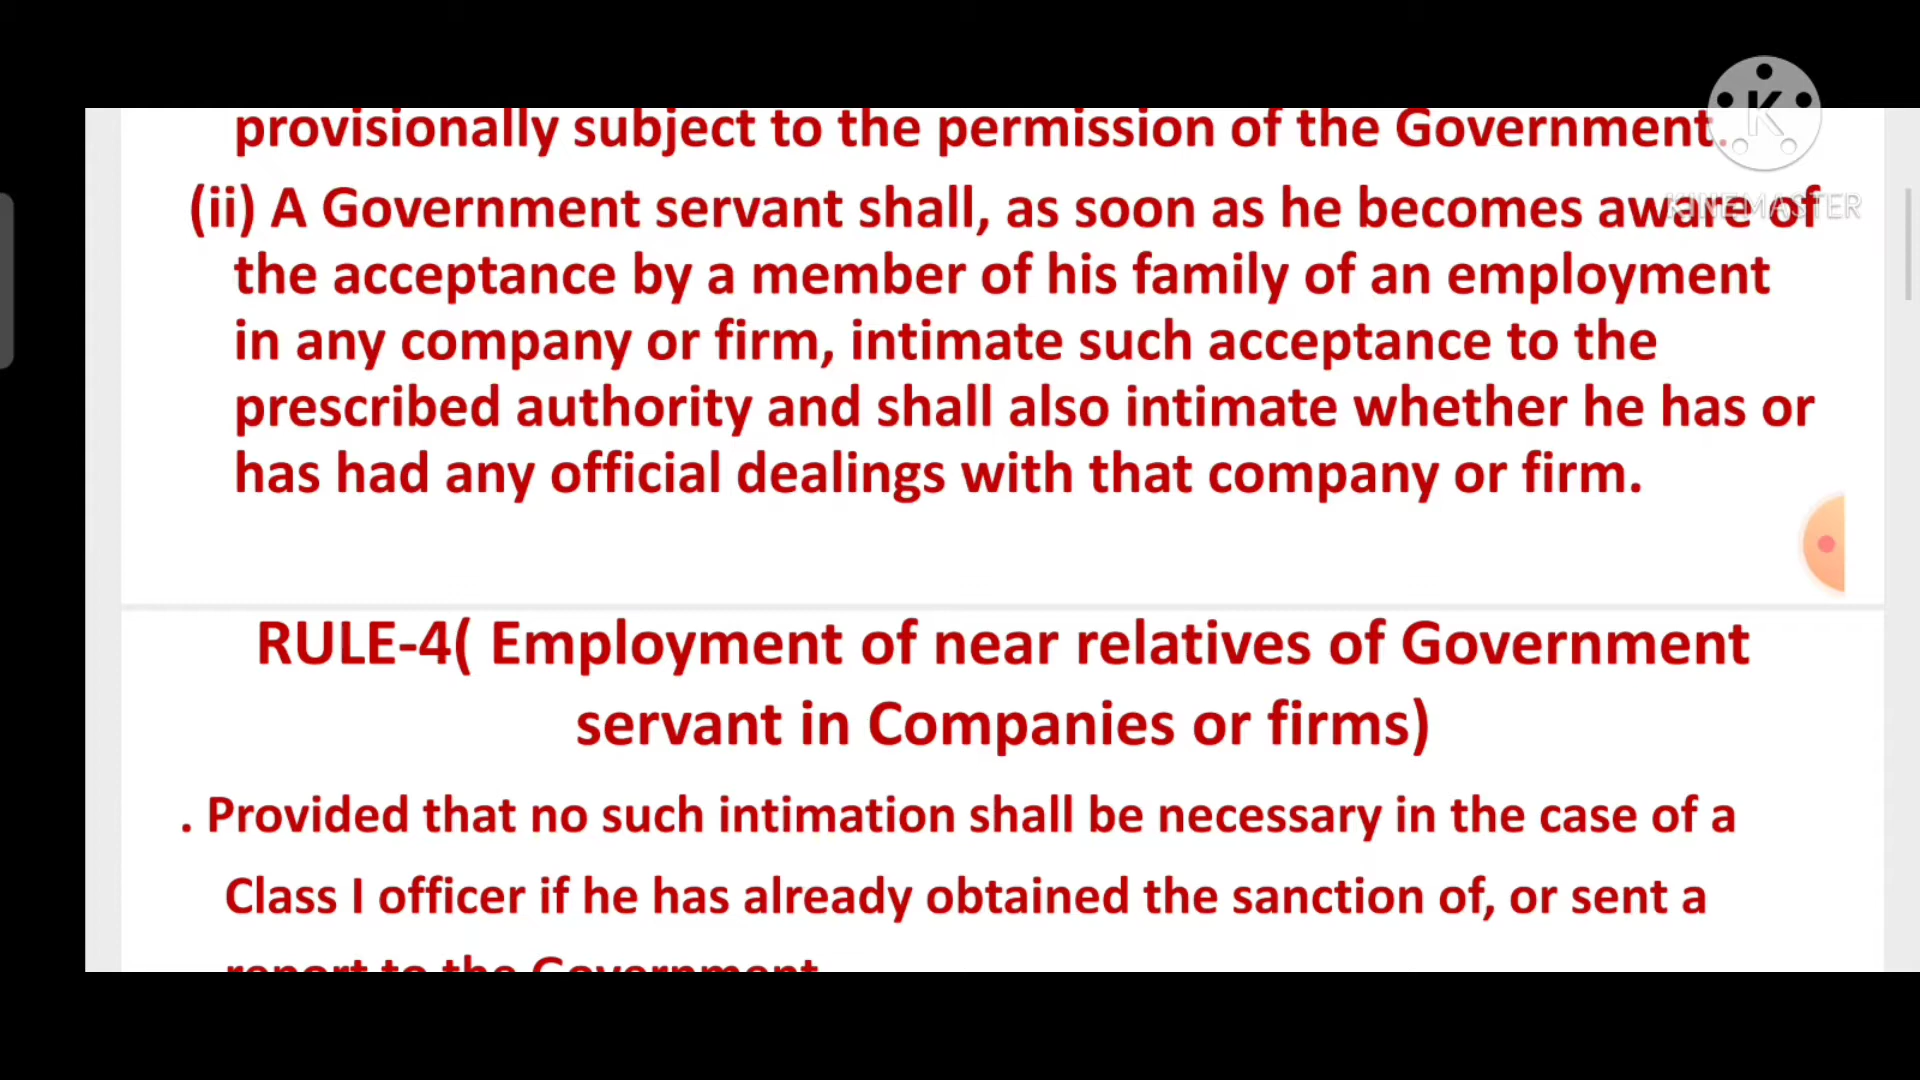 provisionally subject to the permission of the Government.
(ii) A Government servant shall, as soon as he becomes aware of
the acceptance by a member of his family of an employment
in any company or firm, intimate such acceptance to the
prescribed authority and shall also intimate whether he has or
has had any official dealings with that company or firm.
RULE-4( Employment of near relatives of Government
servant in Companies or firms)
. Provided that no such intimation shall be necessary in the case of a
Class I officer if he has already obtained the sanction of, or sent a
report to the Government
K
KINEMASTER